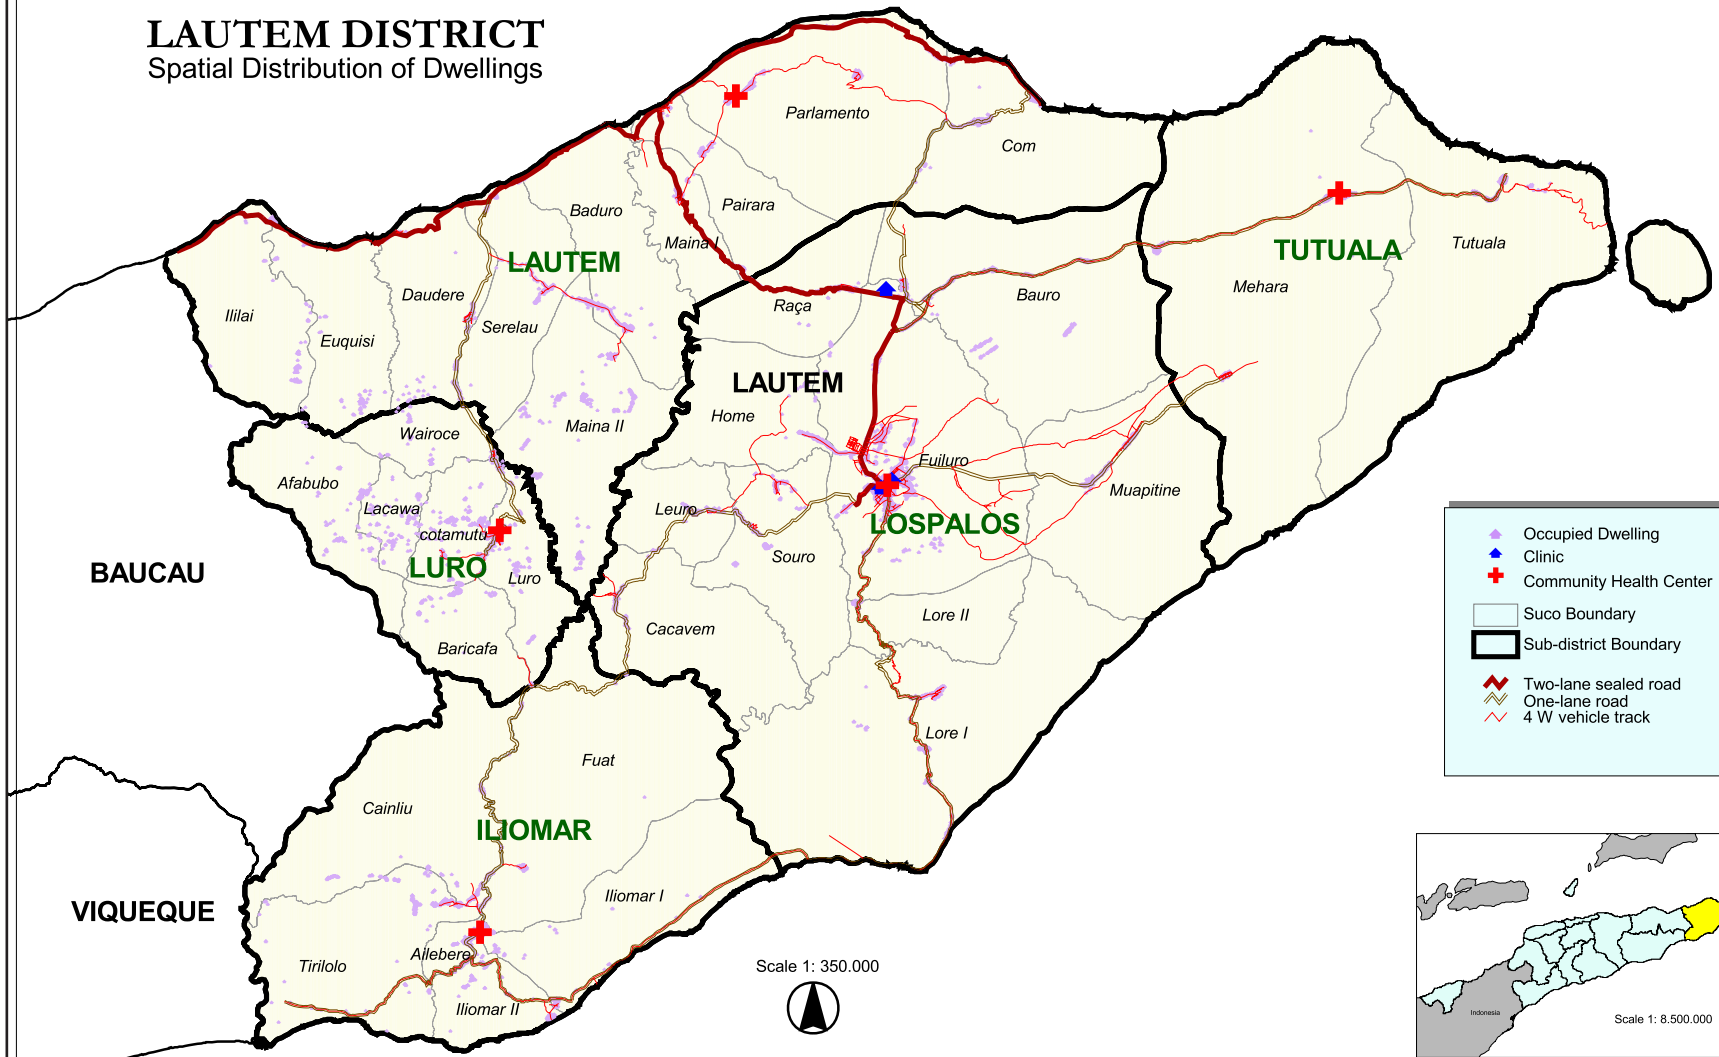 LAUTEM DISTRICT
Spatial Distribution of Dwellings
Parlamento
Com
Pairara
Baduro
Maina I
LAUTEM
TUTUALA
Tutuala
Mehara
Daudere
Serelau
Ililai
Euquisi
Raça
Bauro
LAUTEM
Home
Maina II
Wairoce
Fuiluro
Afabubo
Muapitine
Lacawa
Leuro
cotamutu
LOSPALOS
Souro
LURO
Luro
BAUCAU
Lore II
Cacavem
Baricafa
Lore I
Fuat
Cainliu
ILIOMAR
Iliomar I
VIQUEQUE
Ailebere
Tirilolo
Iliomar II
Scale 1: 350.000
Occupied Dwelling
Clinic
Community Health Center
Suco Boundary
Sub-district Boundary
Two-lane sealed road
One-lane road
4 W vehicle track
Indonesia
Scale 1: 8.500.000